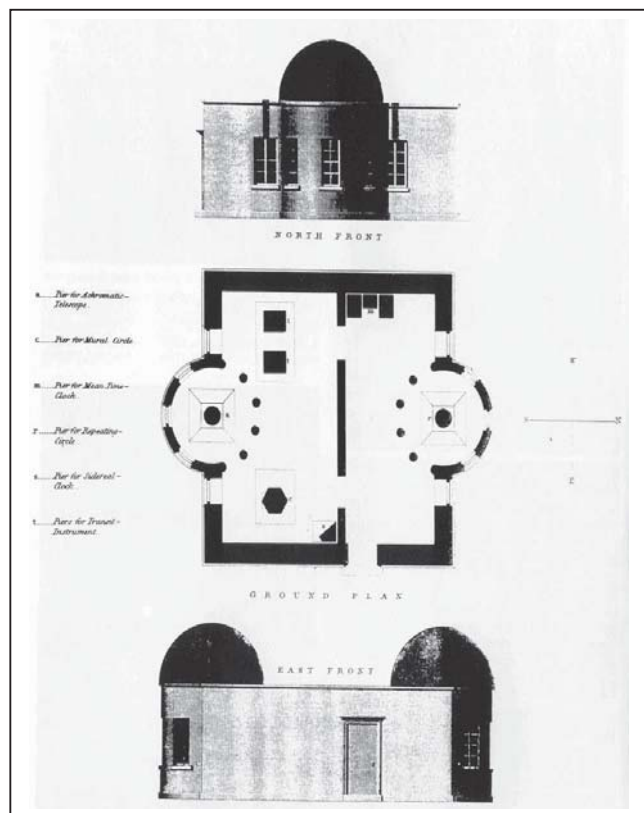 NORTH FRONT
a Pier for Achromatic-
Telescope.
c Pier for Mural Circle
m Pier for Mean Time-
Clock.
r Pier for Repeating-
Circle.
s Pier for Sidereal-
Clock.
t Piers for Transit-
Instrument.
GROUND PLAN
EAST FRONT